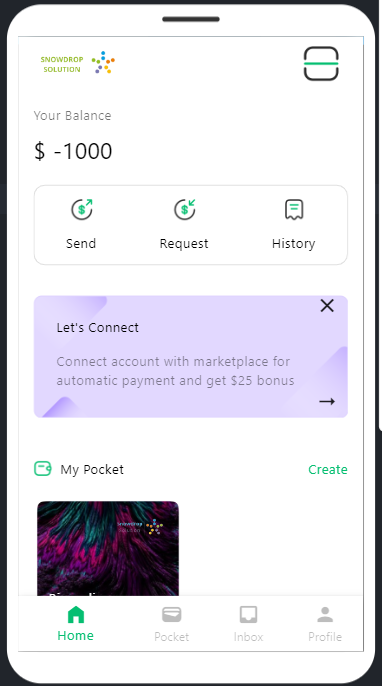 SNOWDROP
SOLUTION
Your Balance
$ -1000
Send Request History
Let's Connect
Connect account with marketplace for
automatic payment and get $25 bonus
My Pocket Create
SNOWDROP
SOLUTION
Home Pocket Inbox Profile